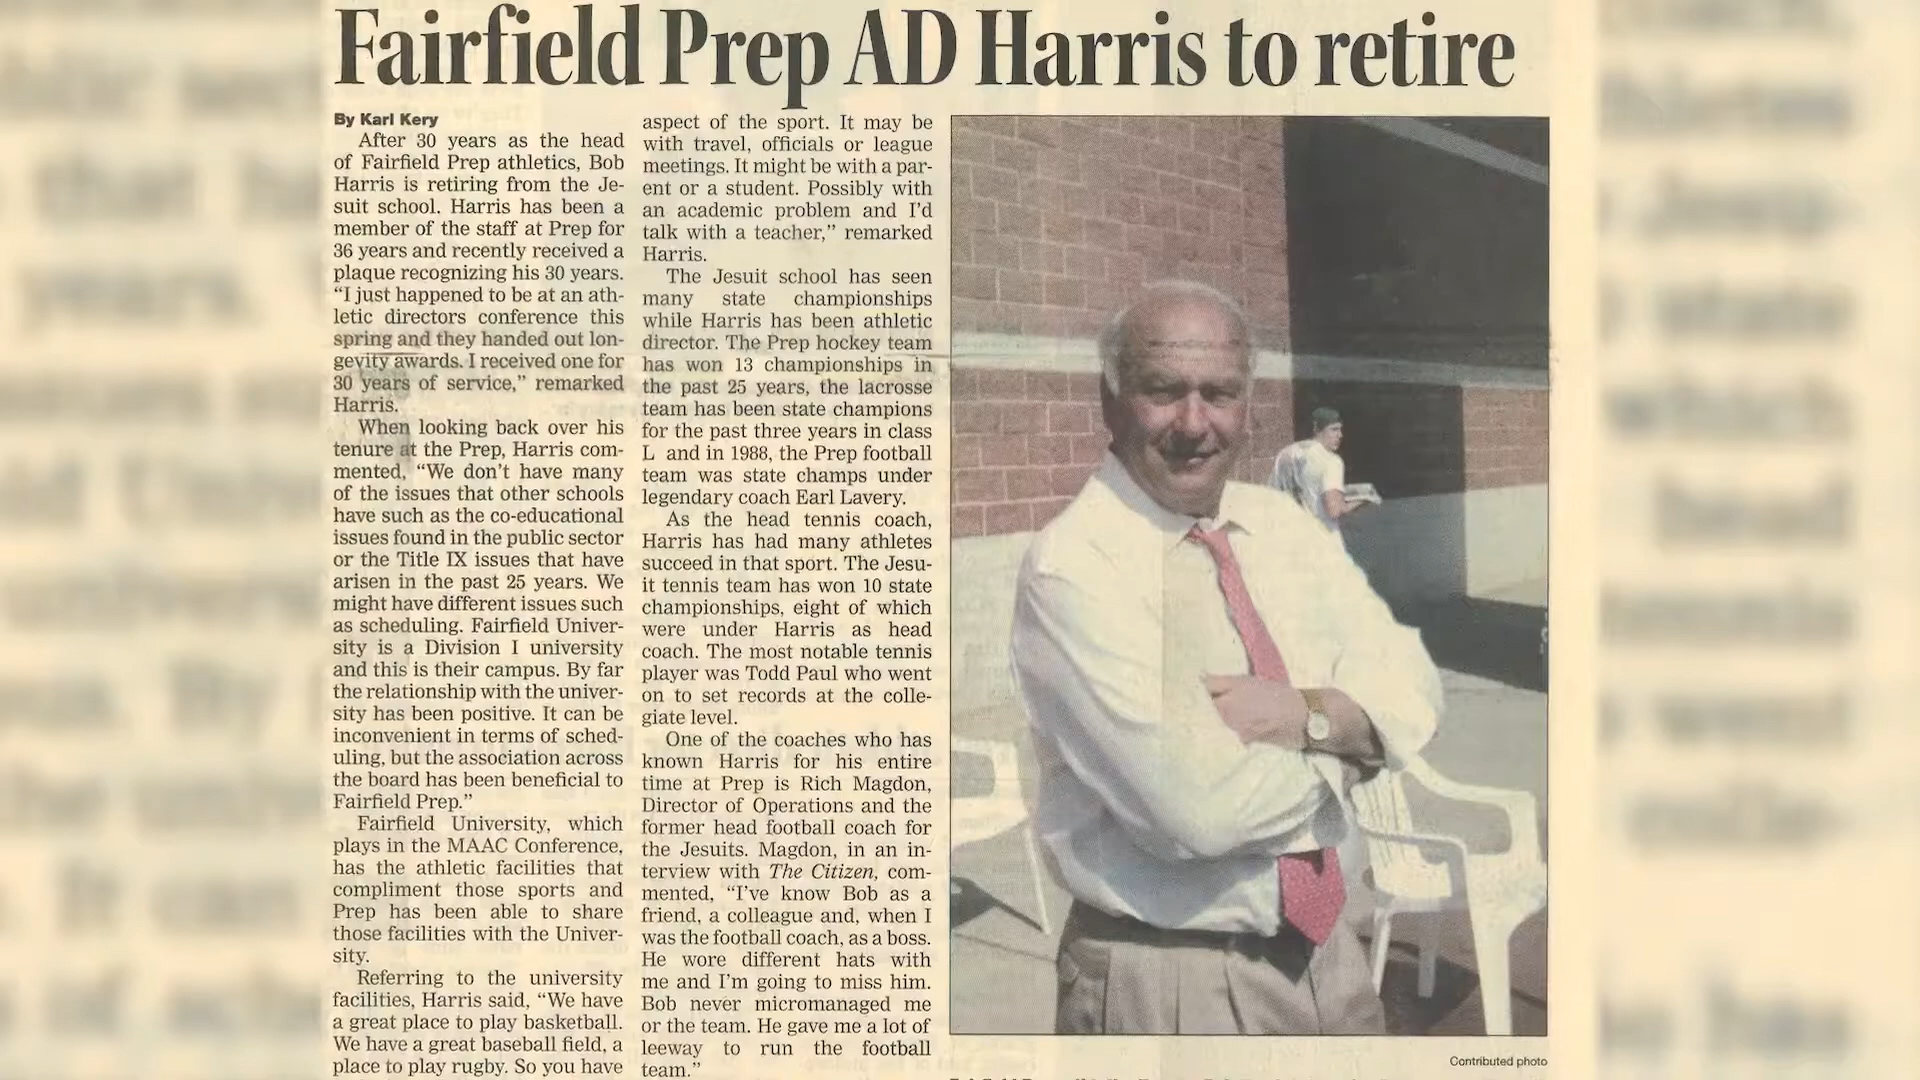 Fairfield Prep AD Harris to retire
By Karl Kery
After 30 years as the head
of Fairfield Prep athletics, Bob
Harris is retiring from the Je-
suit school. Harris has been a
member of the staff at Prep for
36 years and recently received a
plaque recognizing his 30 years.
“I just happened to be at an ath-
letic directors conference this
spring and they handed out lon-
gevity awards. I received one for
30 years of service,” remarked
Harris.
When looking back over his
tenure at the Prep, Harris com-
mented, “We don’t have many
of the issues that other schools
have such as the co-educational
issues found in the public sector
or the Title IX issues that have
arisen in the past 25 years. We
might have different issues such
as scheduling. Fairfield Univer-
sity is a Division I university
and this is their campus. By far
the relationship with the univer-
sity has been positive. It can be
inconvenient in terms of sched-
uling, but the association across
the board has been beneficial to
Fairfield Prep.”
Fairfield University, which
plays in the MAAC Conference,
has the athletic facilities that
compliment those sports and
Prep has been able to share
those facilities with the Univer-
sity.
Referring to the university
facilities, Harris said, “We have
a great place to play basketball.
We have a great baseball field, a
place to play rugby. So you have
aspect of the sport. It may be
with travel, officials or league
meetings. It might be with a par-
ent or a student. Possibly with
an academic problem and I’d
talk with a teacher,” remarked
Harris.
The Jesuit school has seen
many state championships
while Harris has been athletic
director. The Prep hockey team
has won 13 championships in
the past 25 years, the lacrosse
team has been state champions
for the past three years in class
L and in 1988, the Prep football
team was state champs under
legendary coach Earl Lavery.
As the head tennis coach,
Harris has had many athletes
succeed in that sport. The Jesu-
it tennis team has won 10 state
championships, eight of which
were under Harris as head
coach. The most notable tennis
player was Todd Paul who went
on to set records at the colle-
giate level.
One of the coaches who has
known Harris for his entire
time at Prep is Rich Magdon,
Director of Operations and the
former head football coach for
the Jesuits. Magdon, in an in-
terview with The Citizen, com-
mented, “I’ve know Bob as a
friend, a colleague and, when I
was the football coach, as a boss.
He wore different hats with
me and I’m going to miss him.
Bob never micromanaged me
or the team. He gave me a lot of
leeway to run the football
team.”
Contributed photo